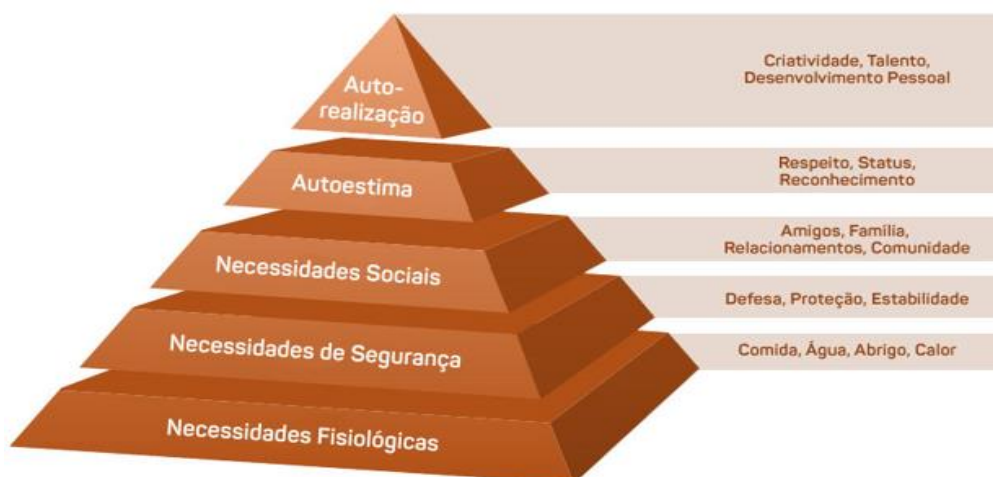 Auto-
realização
Criatividade, Talento,
Desenvolvimento Pessoal
Autoestima
Respeito, Status,
Reconhecimento
Necessidades Sociais
Amigos, Família,
Relacionamentos, Comunidade
Necessidades de Segurança
Defesa, Proteção, Estabilidade
Necessidades Fisiológicas
Comida, Água, Abrigo, Calor